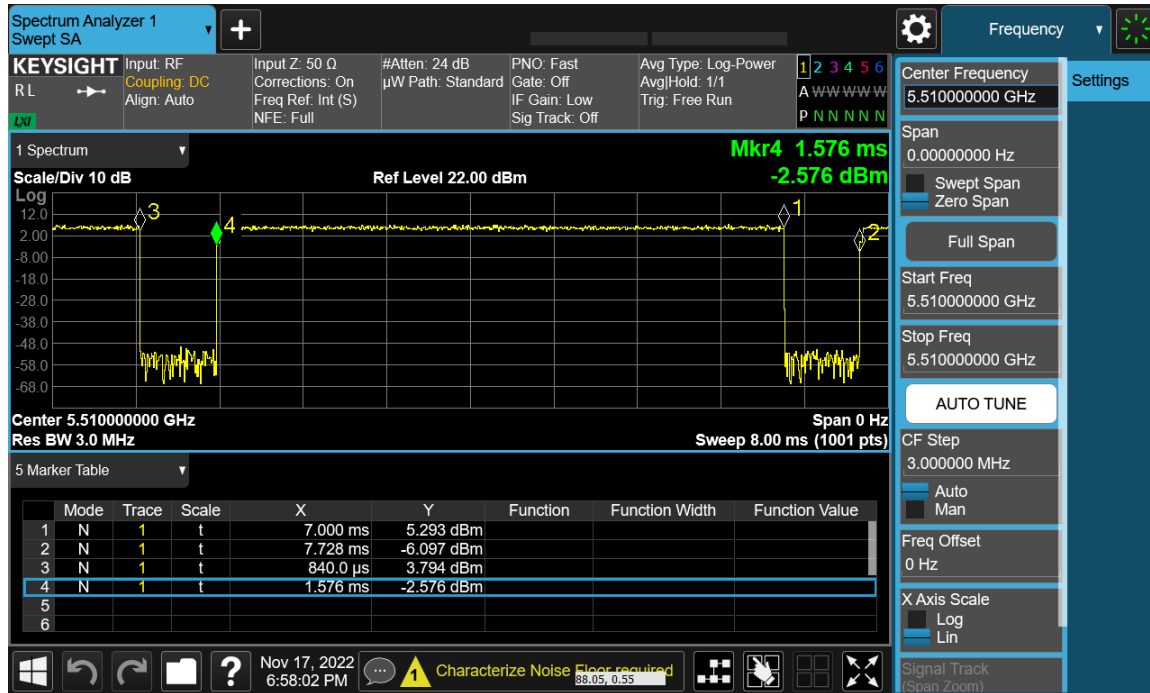 Spectrum Analyzer 1
Swept SA
+
Frequency
KEYSIGHT
R L
LXI
Input: RF
Coupling: DC
Align: Auto
Input Z: 50 Ω
Corrections: On
Freq Ref: Int (S)
NFE: Full
#Atten: 24 dB
µW Path: Standard
PNO: Fast
Gate: Off
IF Gain: Low
Sig Track: Off
Avg Type: Log-Power
Avg|Hold: 1/1
Trig: Free Run
1 2 3 4 5 6
A W W W W W
P N N N N N
1 Spectrum
Scale/Div 10 dB
Ref Level 22.00 dBm
Mkr4 1.576 ms
-2.576 dBm
Log
12.0
2.00
-8.00
-18.0
-28.0
-38.0
-48.0
-58.0
-68.0
3
4
1
2
Center 5.510000000 GHz
Span 0 Hz
Res BW 3.0 MHz
Sweep 8.00 ms (1001 pts)
5 Marker Table
Mode Trace Scale X Y Function Function Width Function Value
1 N 1 t 7.000 ms 5.293 dBm
2 N 1 t 7.728 ms -6.097 dBm
3 N 1 t 840.0 µs 3.794 dBm
4 N 1 t 1.576 ms -2.576 dBm
5
6
Nov 17, 2022
6:58:02 PM
?
1
Characterize Noise Floor required
88.05, 0.55
Center Frequency
5.510000000 GHz
Settings
Span
0.00000000 Hz
Swept Span
Zero Span
Full Span
Start Freq
5.510000000 GHz
Stop Freq
5.510000000 GHz
AUTO TUNE
CF Step
3.000000 MHz
Auto
Man
Freq Offset
0 Hz
X Axis Scale
Log
Lin
Signal Track
(Span Zoom)